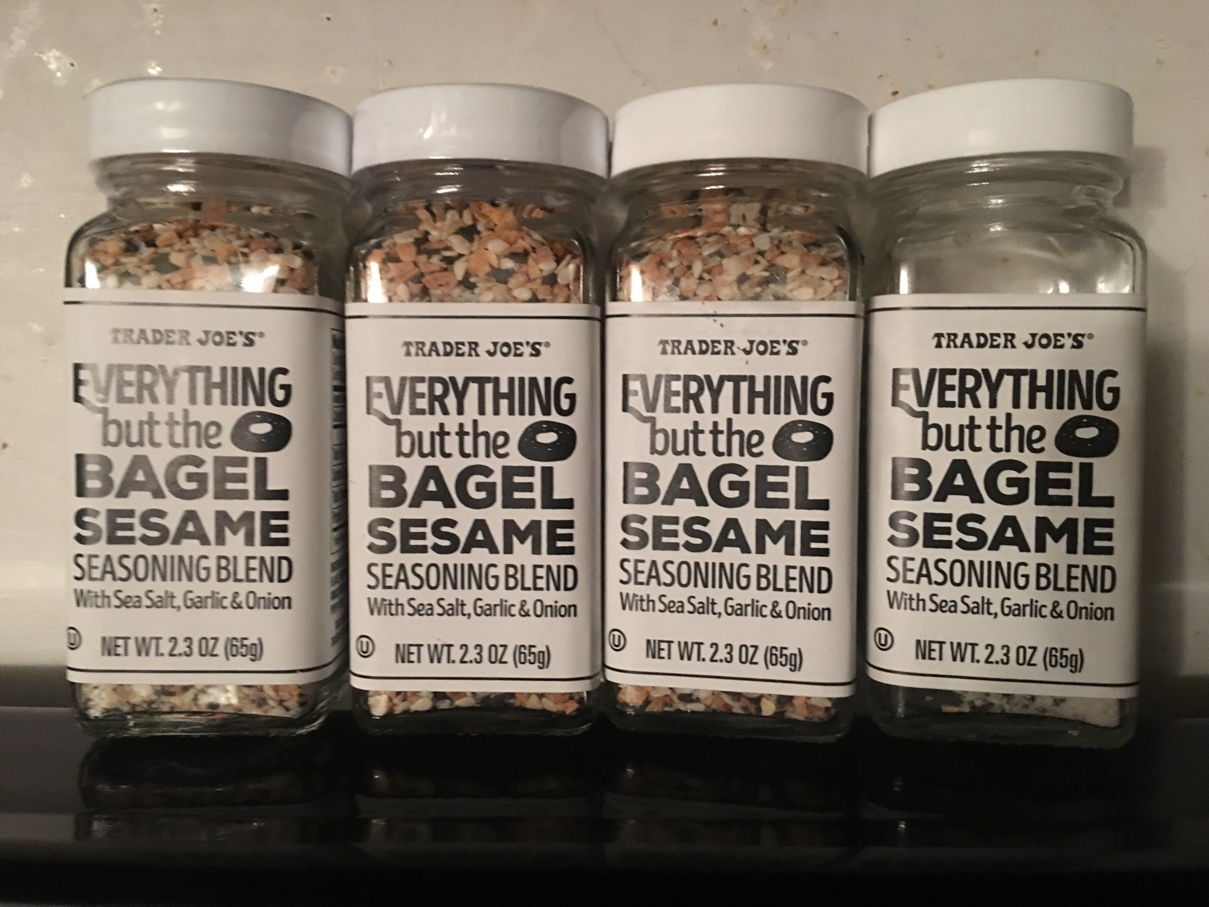 TRADER JOE'S®
EVERYTHING
but the
BAGEL
SESAME
SEASONING BLEND
With Sea Salt, Garlic & Onion
U NET WT. 2.3 OZ (65g)
TRADER JOE'S®
EVERYTHING
but the
BAGEL
SESAME
SEASONING BLEND
With Sea Salt, Garlic & Onion
U NET WT. 2.3 OZ (65g)
TRADER JOE'S®
EVERYTHING
but the
BAGEL
SESAME
SEASONING BLEND
With Sea Salt, Garlic & Onion
U NET WT. 2.3 OZ (65g)
TRADER JOE'S®
EVERYTHING
but the
BAGEL
SESAME
SEASONING BLEND
With Sea Salt, Garlic & Onion
U NET WT. 2.3 OZ (65g)